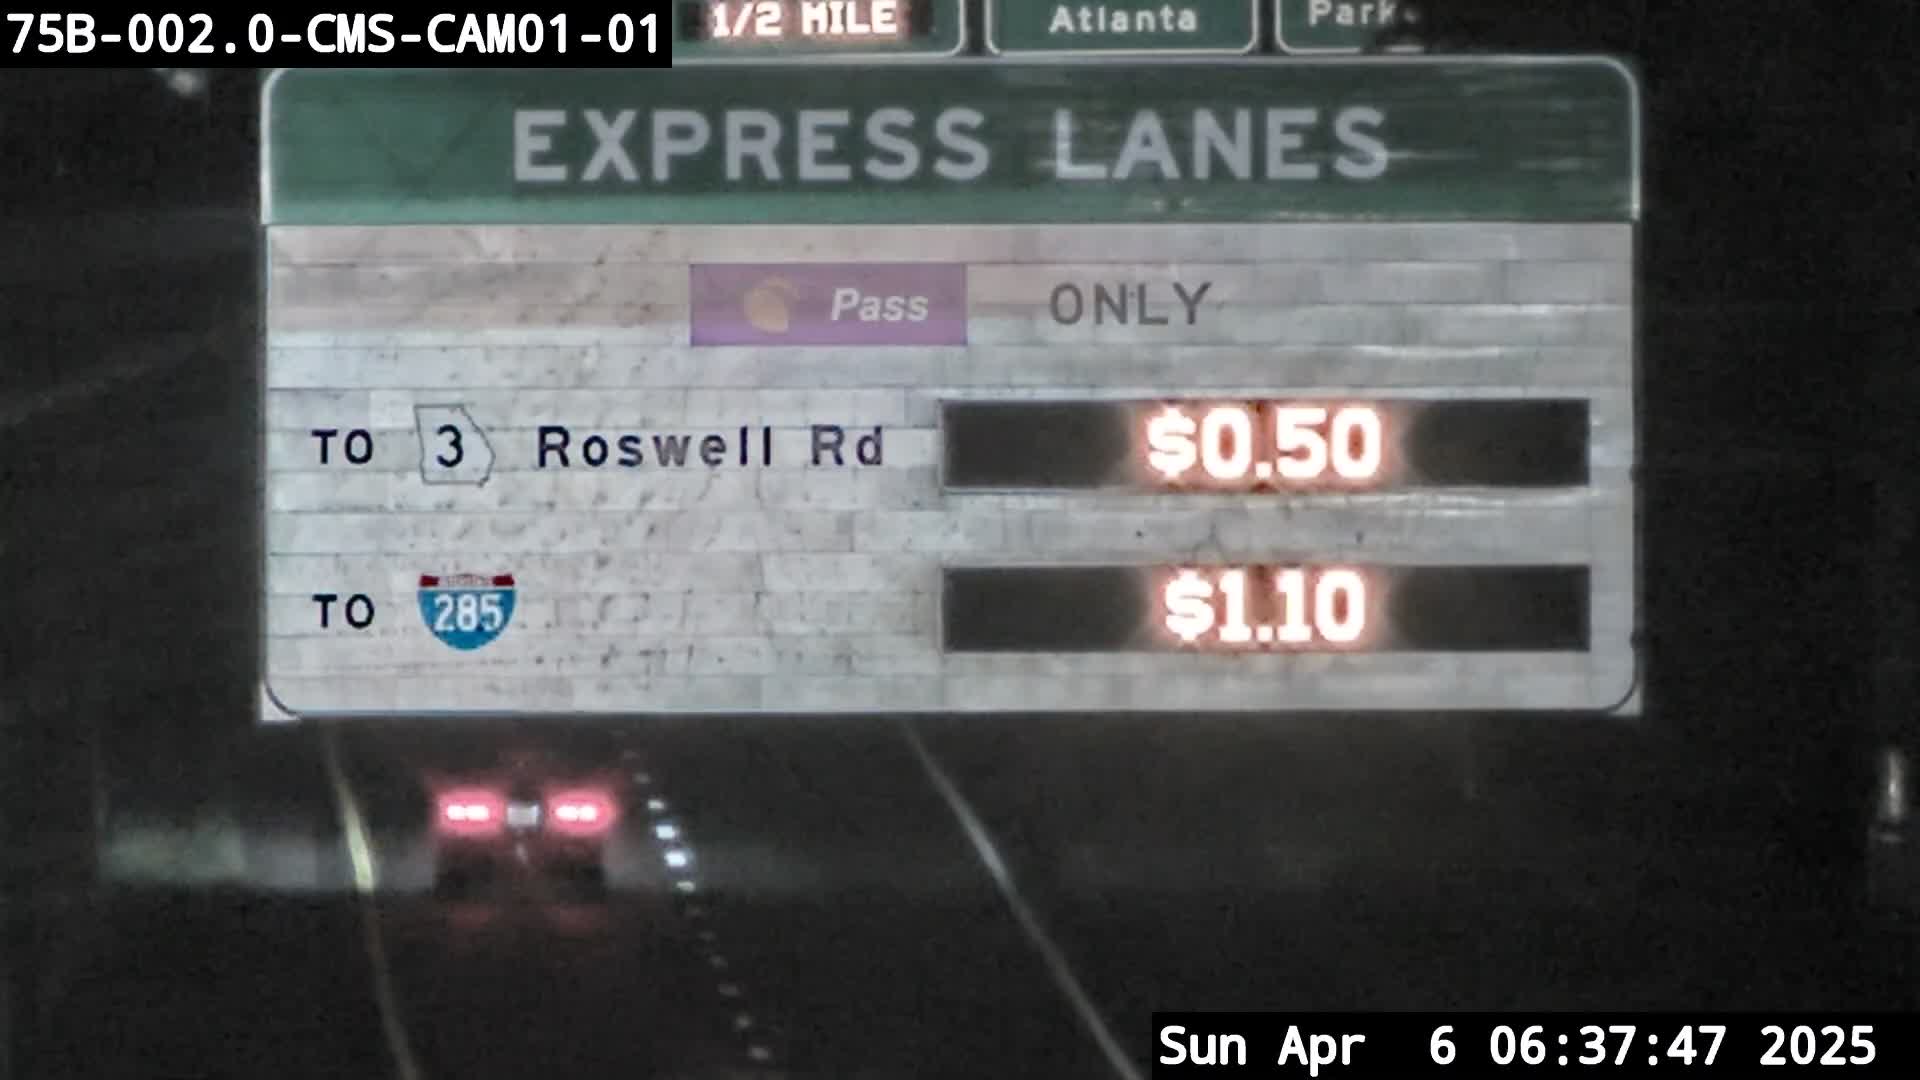 75B-002.0-CMS-CAM01-01
1/2 MILE
Atlanta
Park
EXPRESS LANES
Pass ONLY
TO 3 Roswell Rd $0.50
TO 285 $1.10
Sun Apr 6 06:37:47 2025